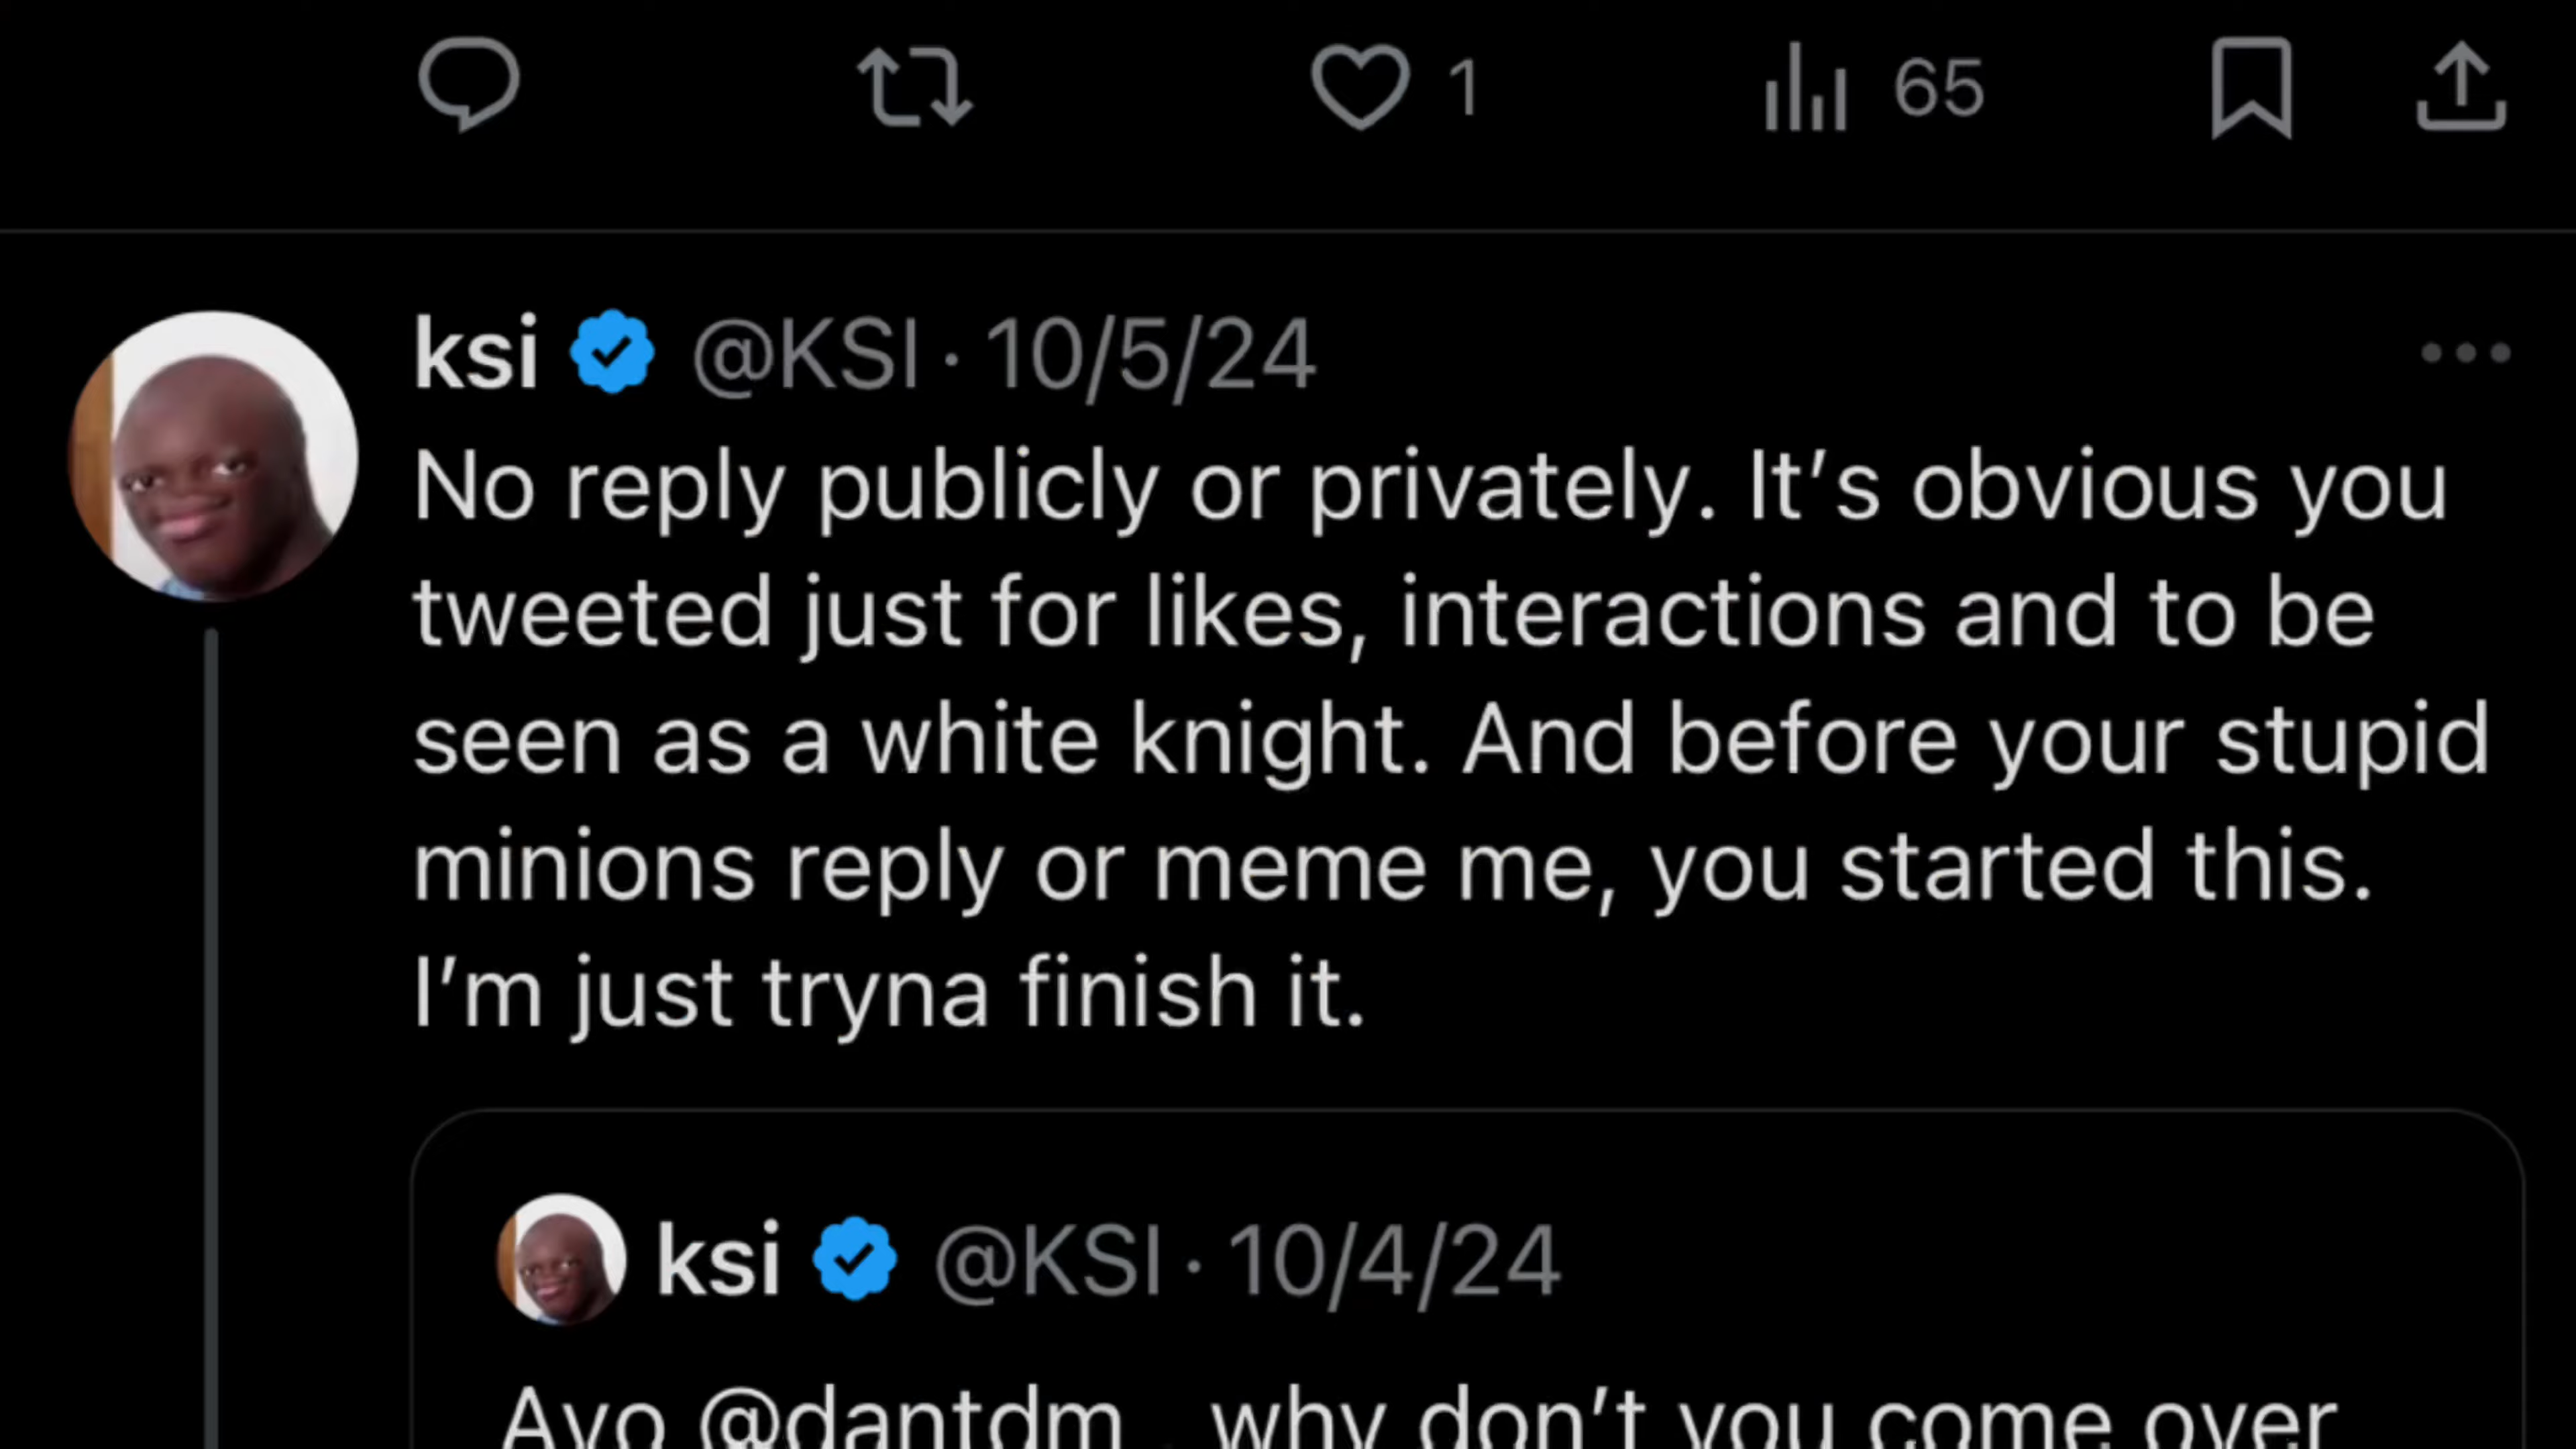 1 65
ksi @KSI · 10/5/24
No reply publicly or privately. It’s obvious you
tweeted just for likes, interactions and to be
seen as a white knight. And before your stupid
minions reply or meme me, you started this.
I’m just tryna finish it.
ksi @KSI · 10/4/24
Ayo @dantdm why don’t you come over